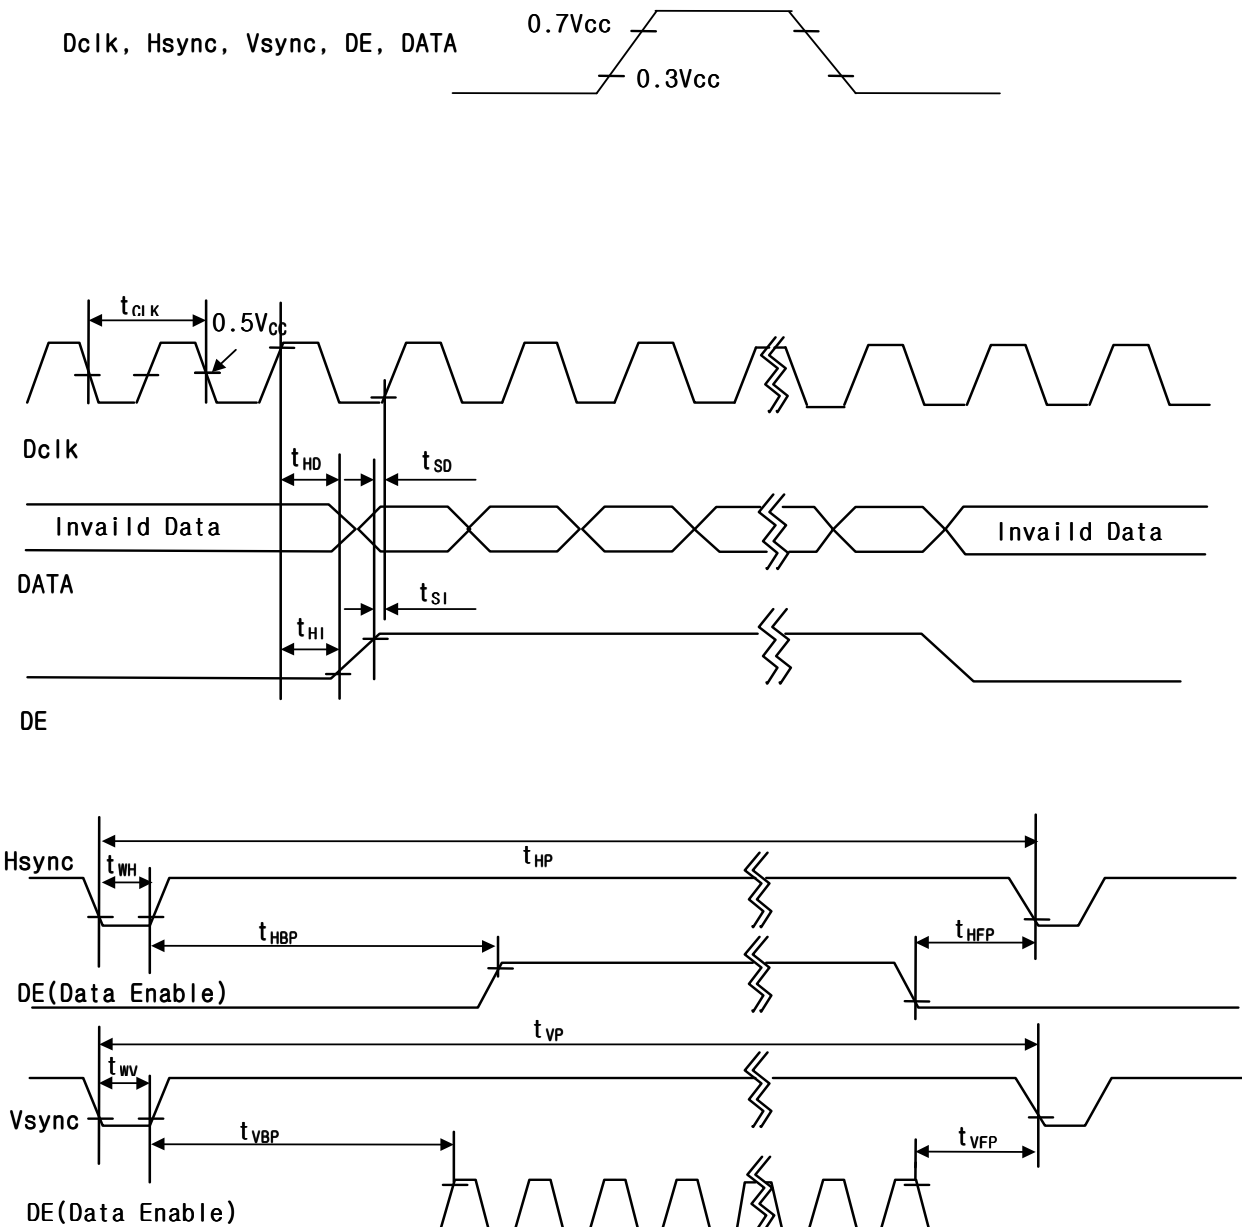 Dclk, Hsync, Vsync, DE, DATA
0.7Vcc
0.3Vcc
tCLK
0.5Vcc
Dclk
tHD
tSD
Invaild Data
Invaild Data
DATA
tSI
tHI
DE
Hsync
tWH
tHP
tHBP
tHFP
DE(Data Enable)
tVP
tWV
Vsync
tVBP
tVFP
DE(Data Enable)